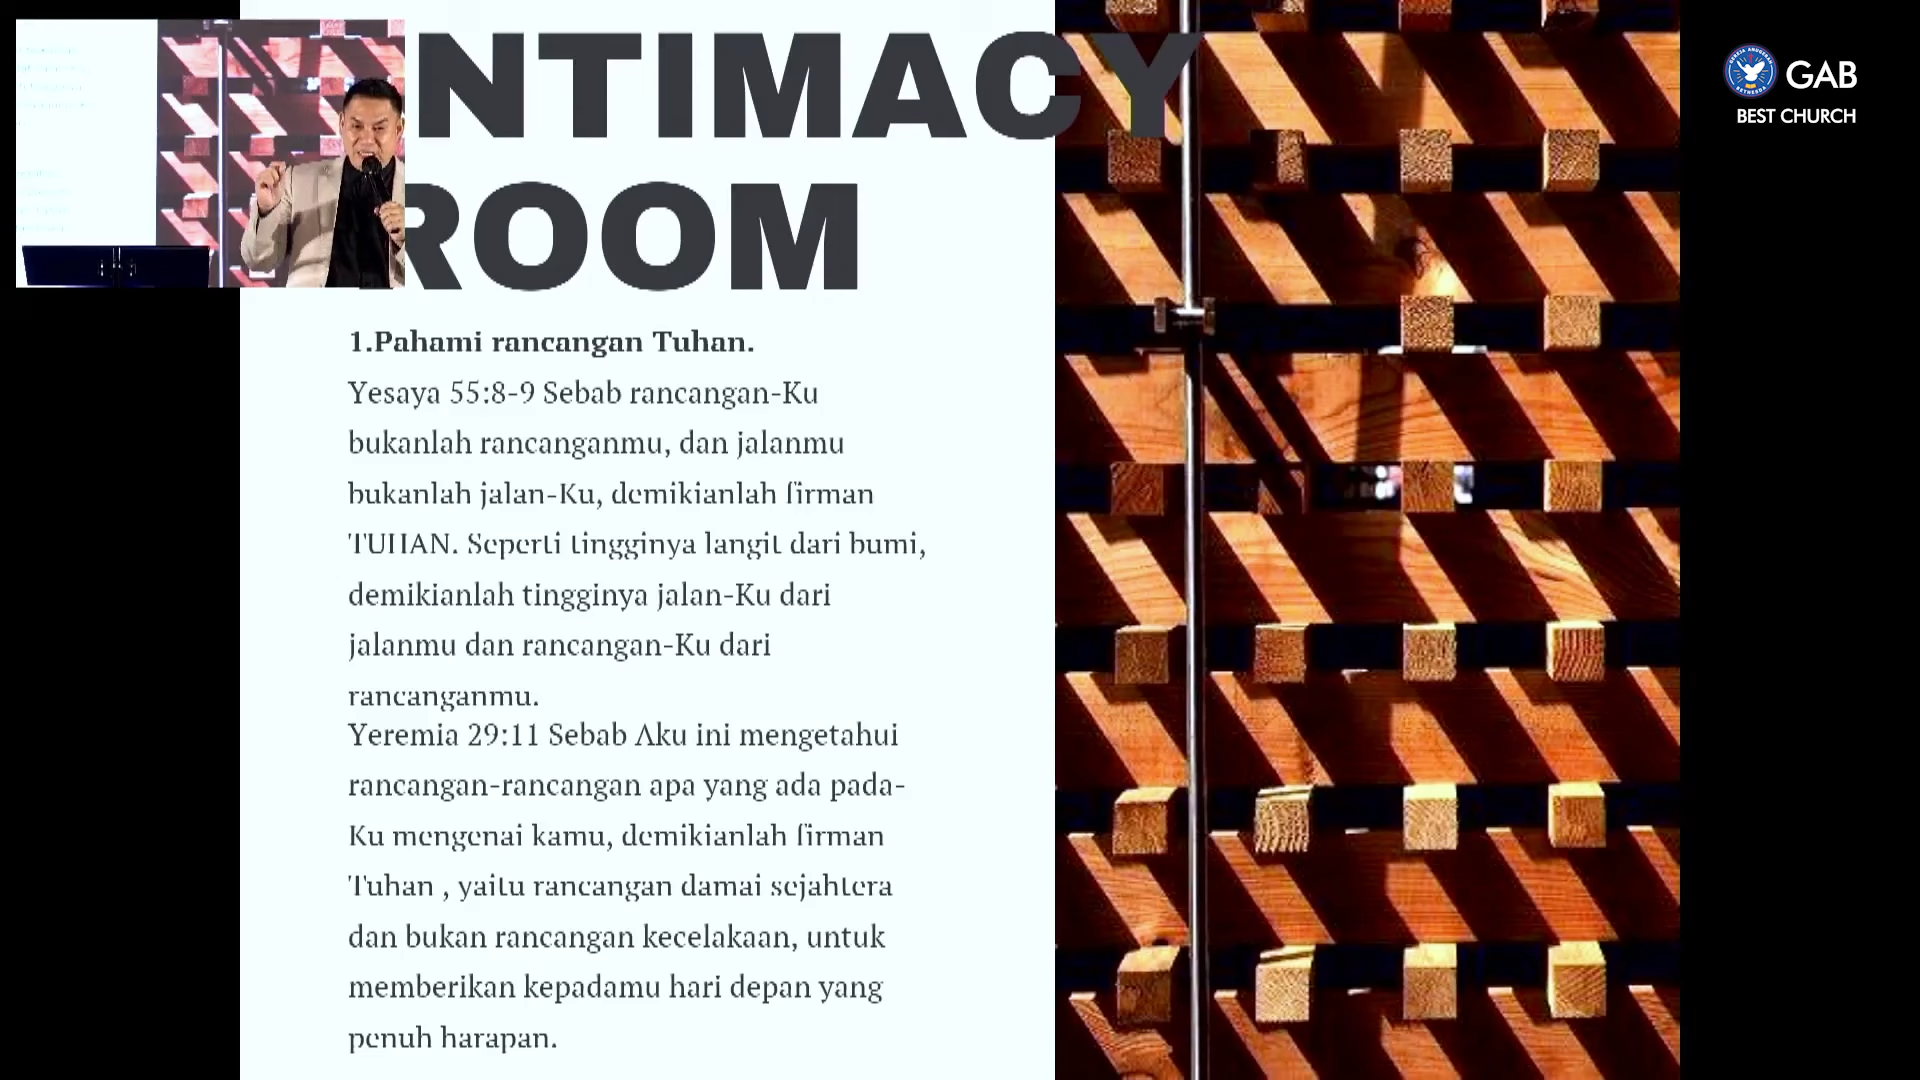 INTIMACY
ROOM
GAB
BEST CHURCH
1.Pahami rancangan Tuhan.
Yesaya 55:8-9 Sebab rancangan-Ku
bukanlah rancanganmu, dan jalanmu
bukanlah jalan-Ku, demikianlah firman
TUHAN. Seperti tingginya langit dari bumi,
demikianlah tingginya jalan-Ku dari
jalanmu dan rancangan-Ku dari
rancanganmu.
Yeremia 29:11 Sebab Aku ini mengetahui
rancangan-rancangan apa yang ada pada-
Ku mengenai kamu, demikianlah firman
Tuhan , yaitu rancangan damai sejahtera
dan bukan rancangan kecelakaan, untuk
memberikan kepadamu hari depan yang
penuh harapan.